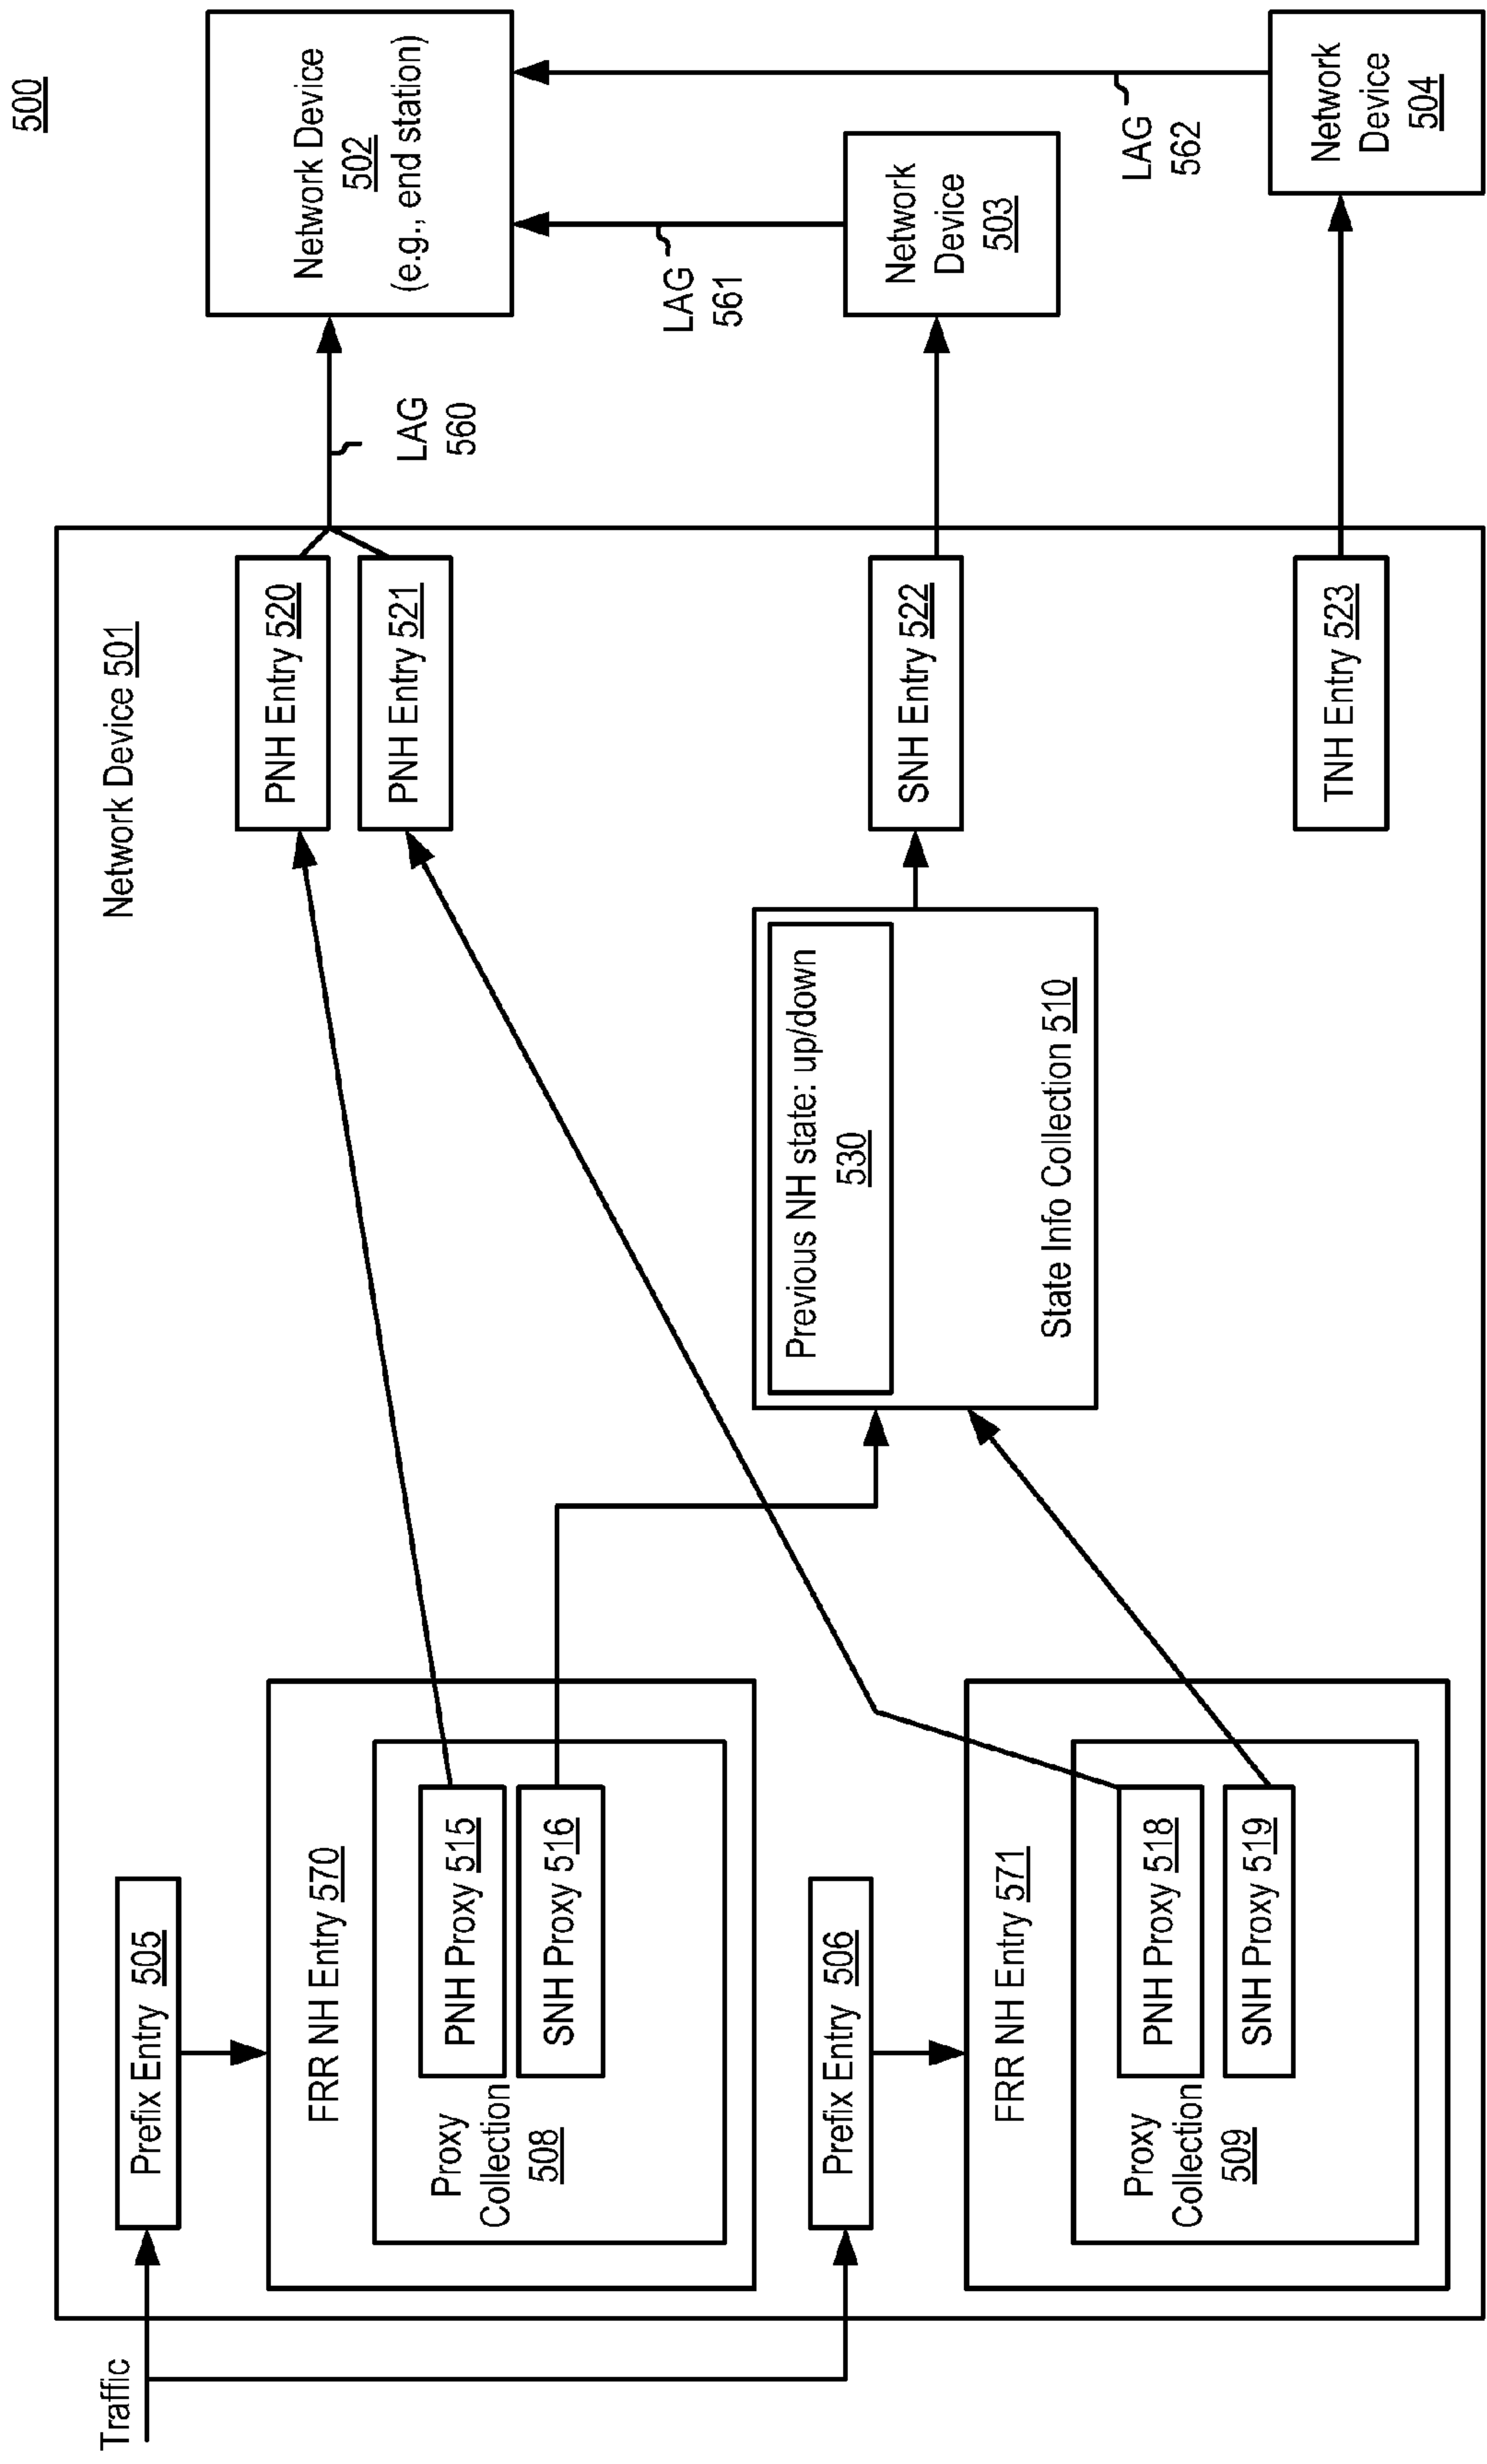 500
Traffic
Network Device 501
Prefix Entry 505
FRR NH Entry 570
Proxy
Collection
508
PNH Proxy 515
SNH Proxy 516
Prefix Entry 506
FRR NH Entry 571
Proxy
Collection
509
PNH Proxy 518
SNH Proxy 519
Previous NH state: up/down
530
State Info Collection 510
PNH Entry 520
PNH Entry 521
SNH Entry 522
TNH Entry 523
LAG
560
Network Device
502
(e.g., end station)
LAG
561
Network
Device
503
LAG
562
Network
Device
504